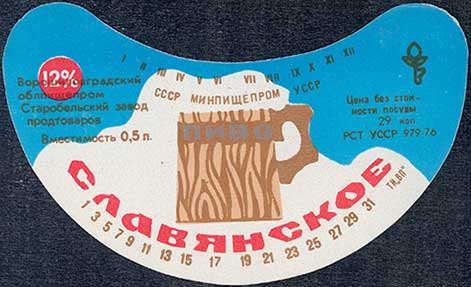 I II III IV V VI VII VIII IX X XI XII
12%
Ворошиловградский
облпищепром
Старобельский завод
продтоваров
Вместимость 0,5 л.
СССР МИНПИЩЕПРОМ УССР
Цена без стои-
мости посуды
29 коп.
РСТ УССР 979-76
ПИВО
СЛАВЯНСКОЕ
ТИ„ВЛ"
1 3 5 7 9 11 13 15 17 19 21 23 25 27 29 31